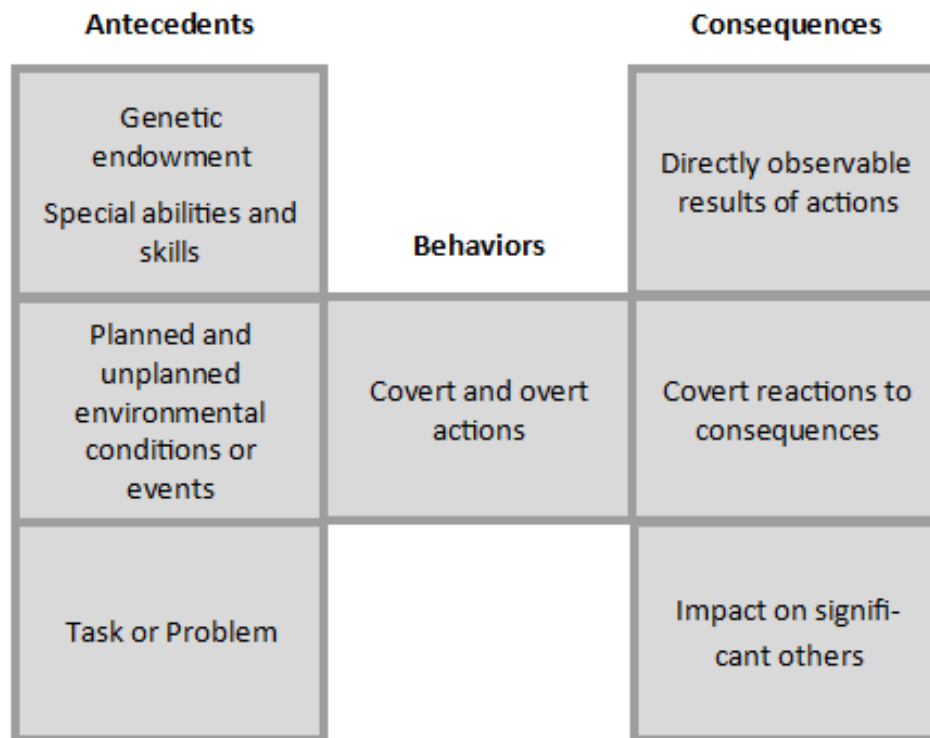 Antecedents
Genetic
endowment
Special abilities and
skills
Planned and
unplanned
environmental
conditions or
events
Task or Problem
Behaviors
Covert and overt
actions
Consequences
Directly observable
results of actions
Covert reactions to
consequences
Impact on signifi-
cant others